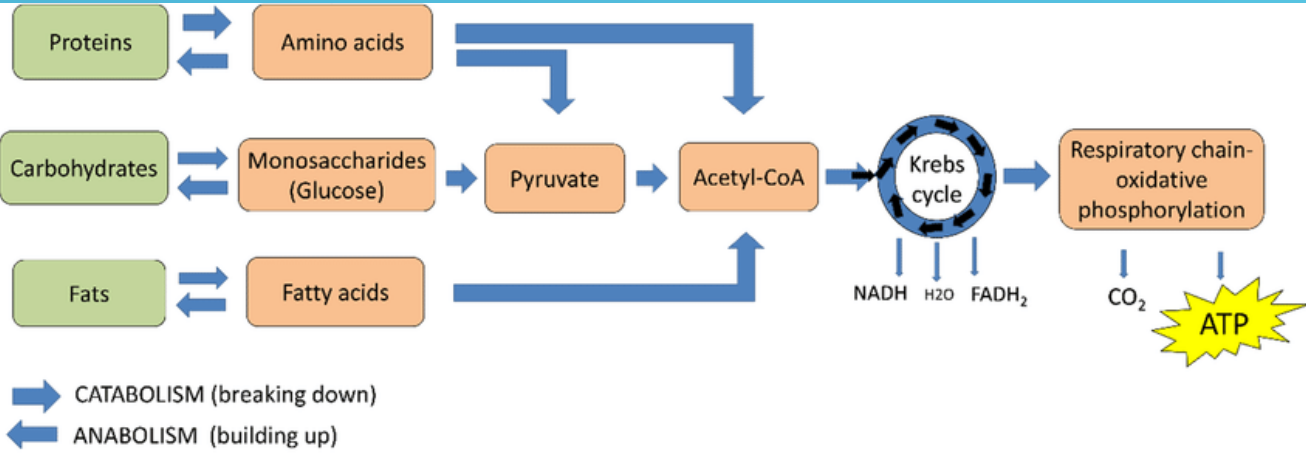 Proteins
Amino acids
Carbohydrates
Monosaccharides
(Glucose)
Pyruvate
Acetyl-CoA
Krebs
cycle
Respiratory chain-
oxidative
phosphorylation
Fats
Fatty acids
NADH
H2O
FADH₂
CO₂
ATP
CATABOLISM (breaking down)
ANABOLISM (building up)